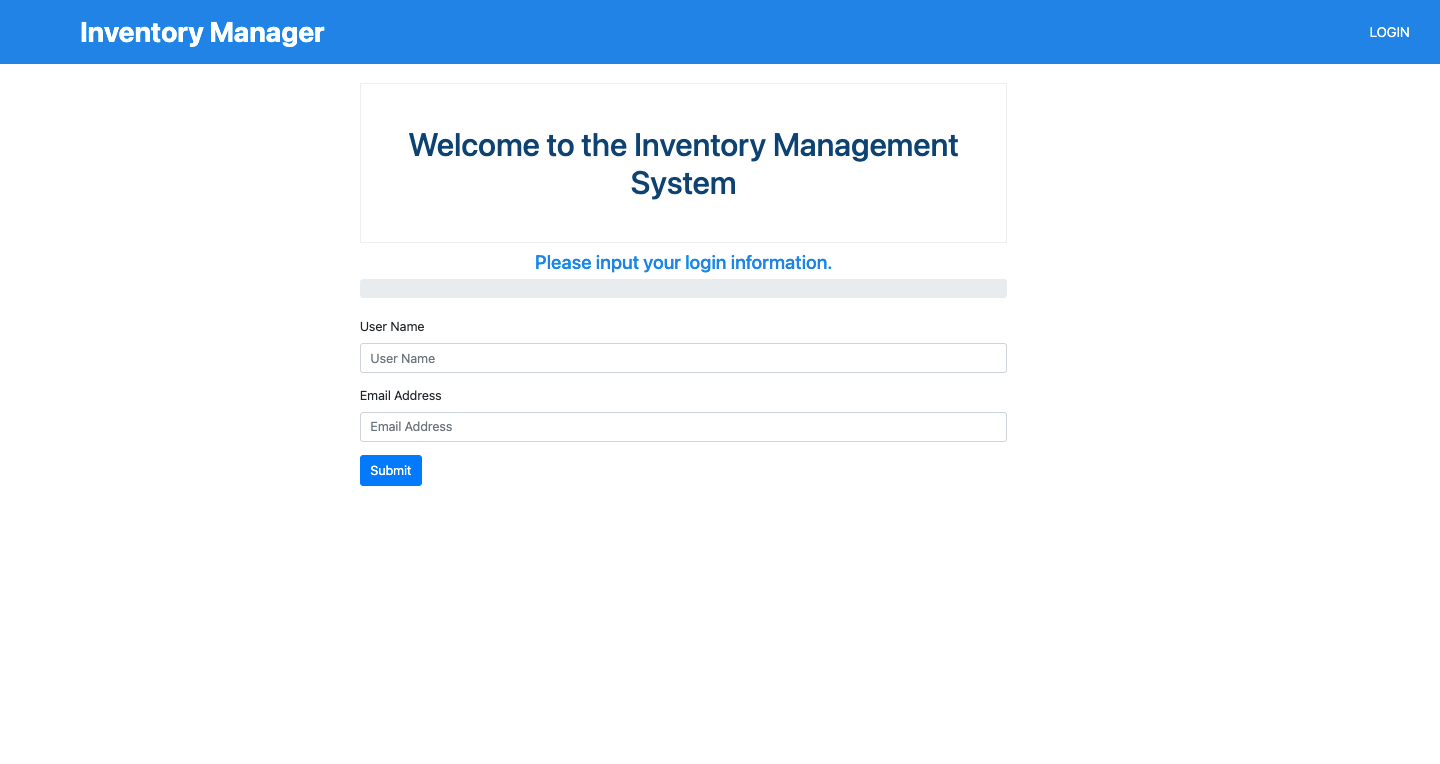 Inventory Manager
LOGIN
Welcome to the Inventory Management
System
Please input your login information.
User Name
User Name
Email Address
Email Address
Submit